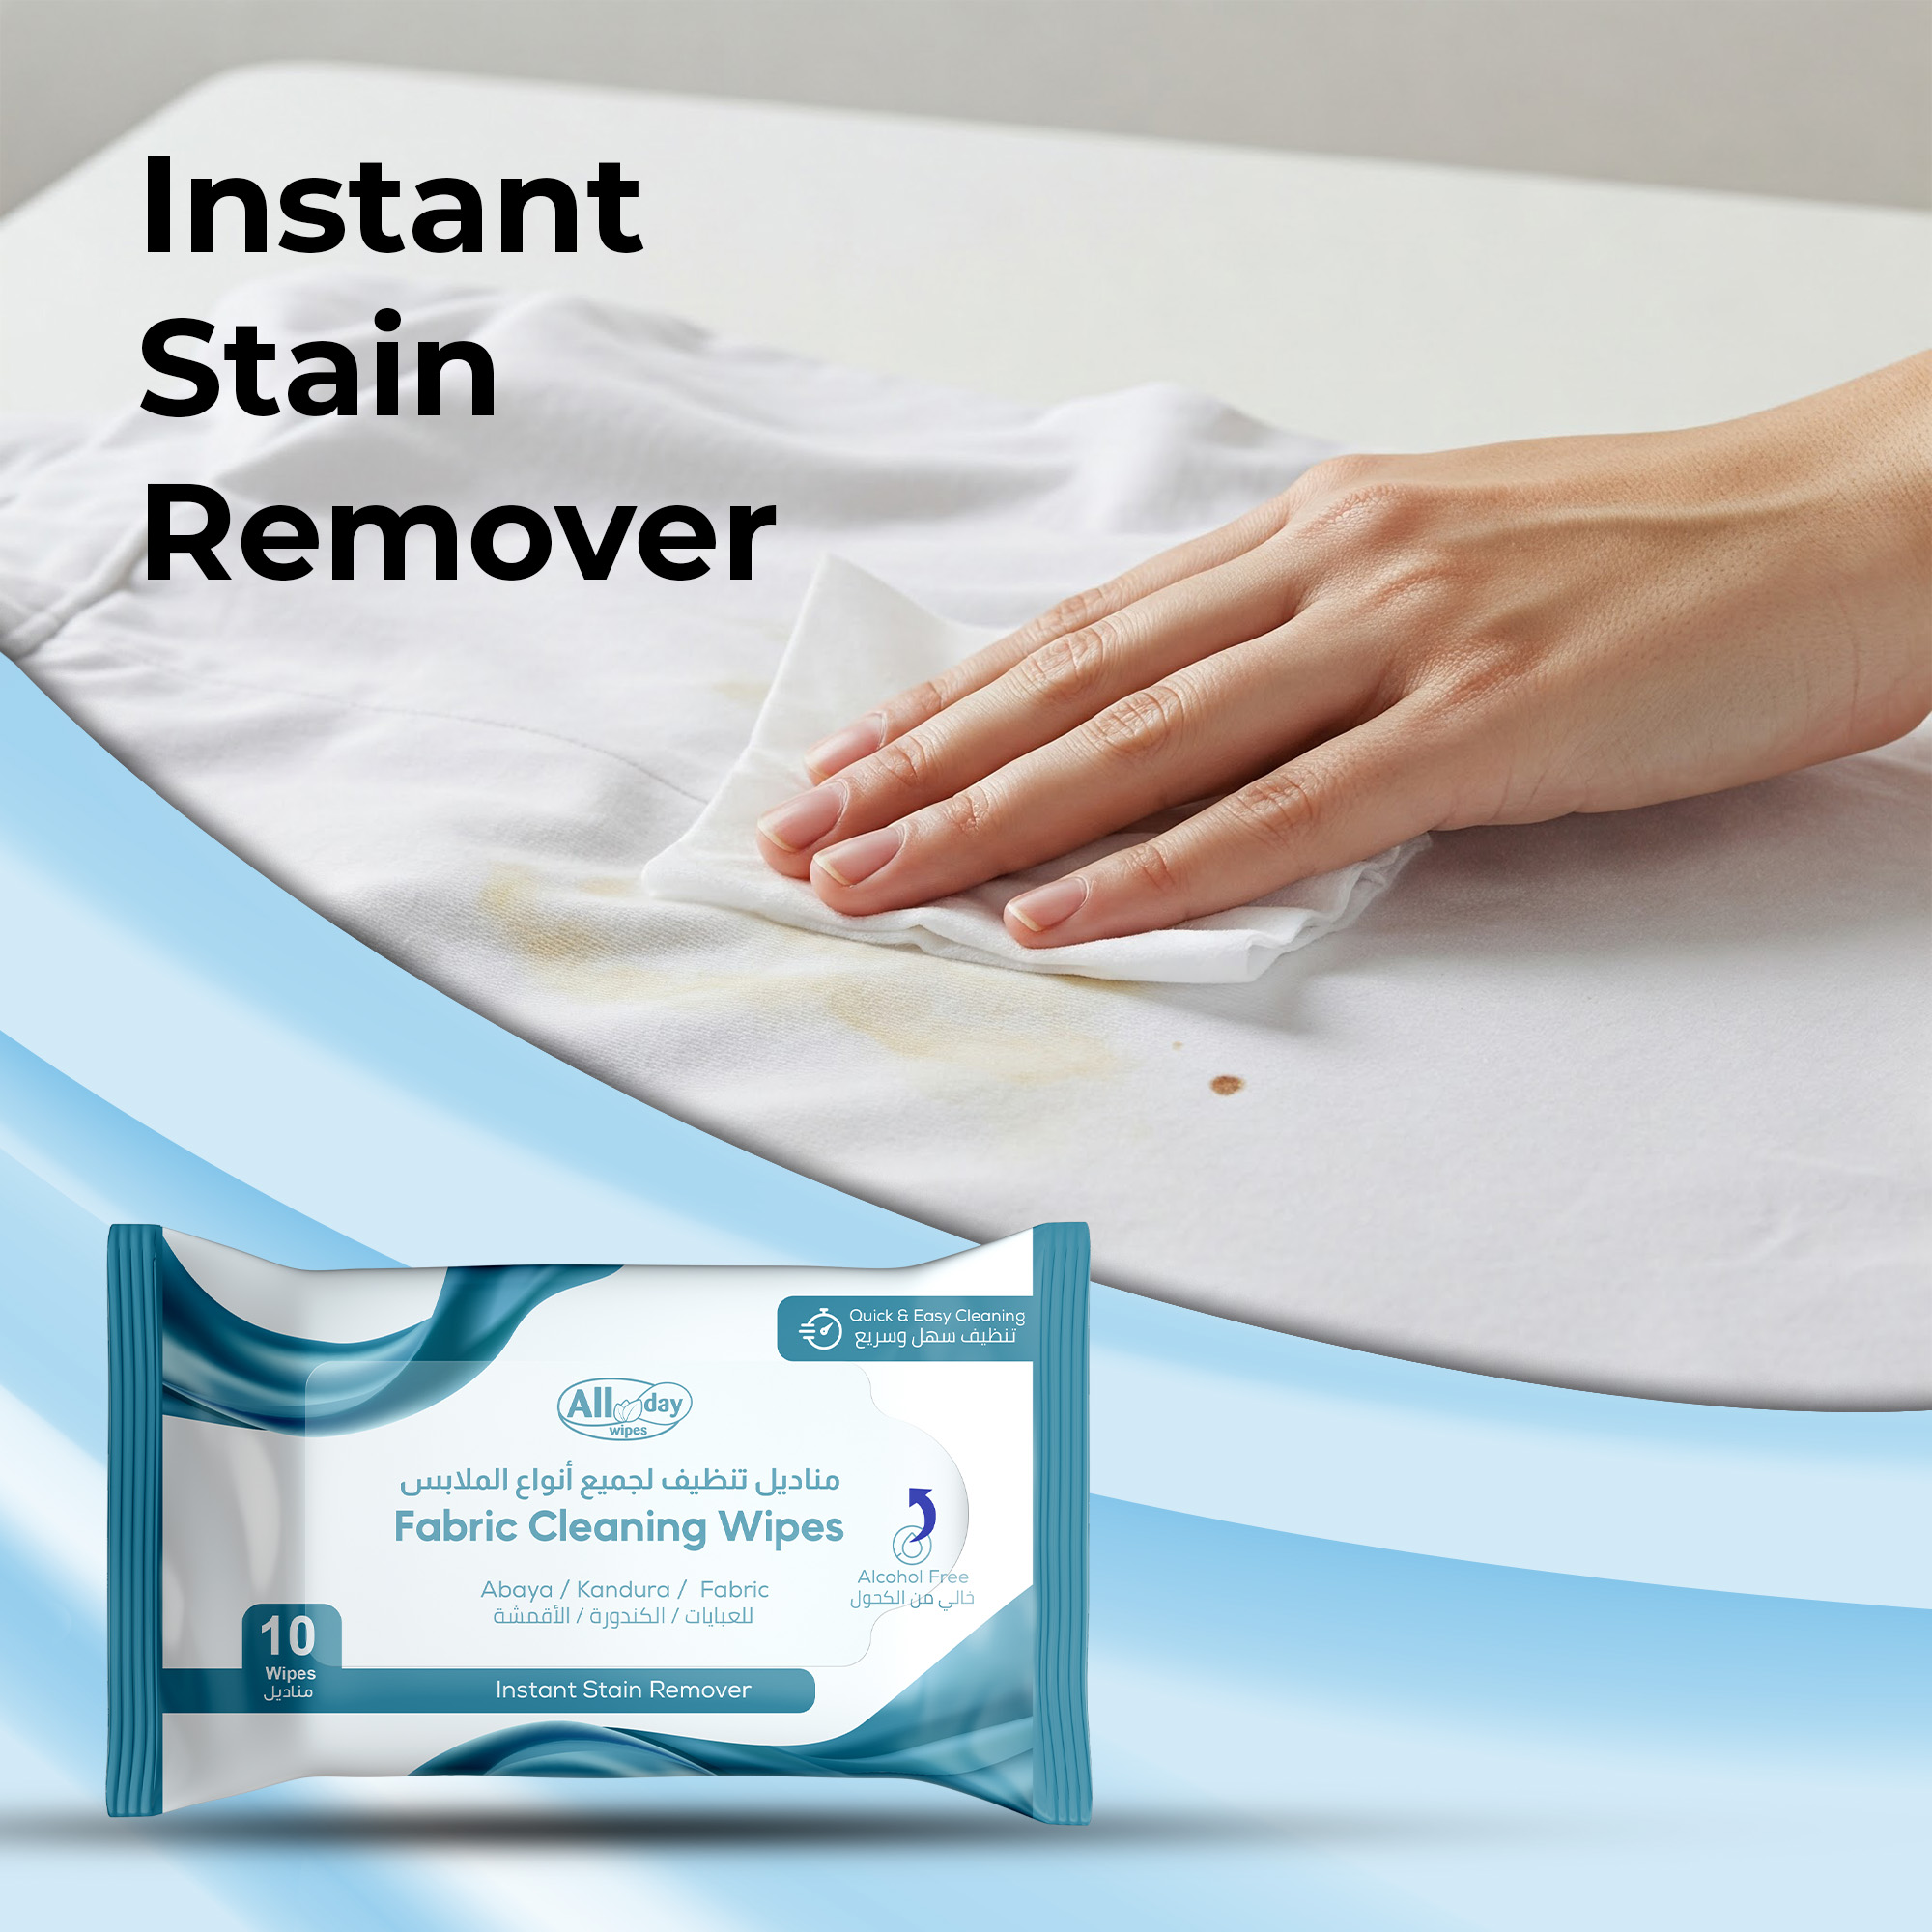 Instant
Stain
Remover
Quick & Easy Cleaning
تنظيف سهل وسريع
All day
wipes
مناديل تنظيف لجميع أنواع الملابس
Fabric Cleaning Wipes
Alcohol Free
خالي من الكحول
Abaya / Kandura / Fabric
للعبايات / الكندورة / الأقمشة
10
Wipes
مناديل
Instant Stain Remover